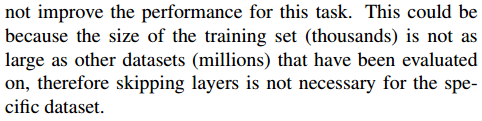 not improve the performance for this task. This could be
because the size of the training set (thousands) is not as
large as other datasets (millions) that have been evaluated
on, therefore skipping layers is not necessary for the spe-
cific dataset.